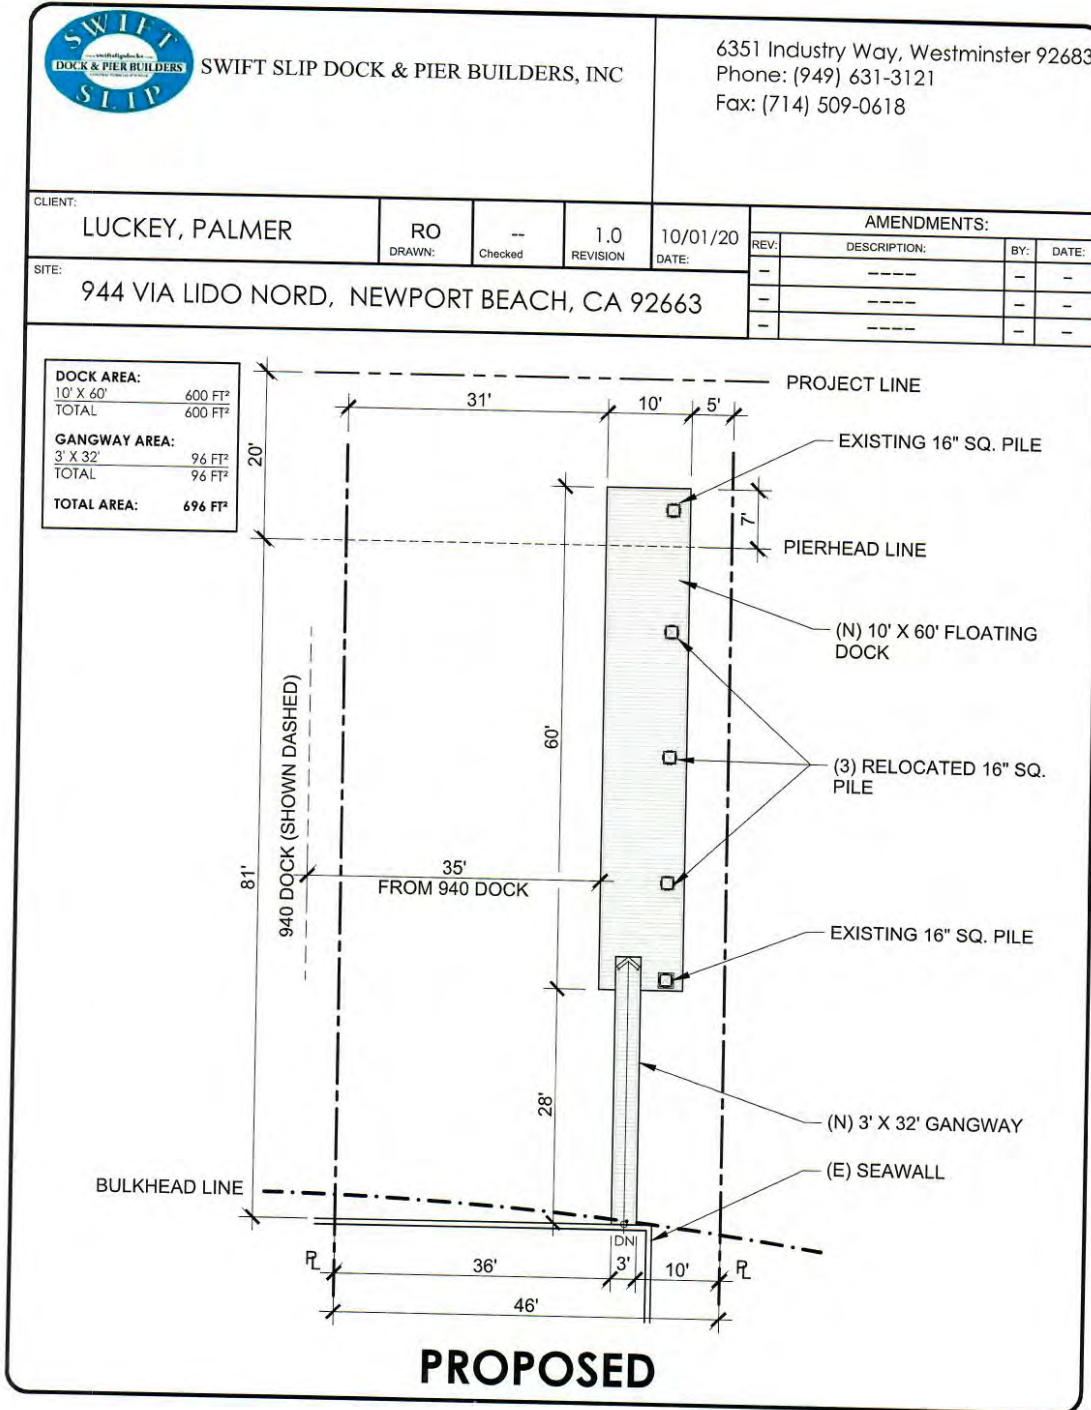 SWIFT
DOCK & PIER BUILDERS
SLIP
SWIFT SLIP DOCK & PIER BUILDERS, INC
6351 Industry Way, Westminster 92683
Phone: (949) 631-3121
Fax: (714) 509-0618
CLIENT:
LUCKEY, PALMER
RO
DRAWN:
--
Checked
1.0
REVISION
10/01/20
DATE:
AMENDMENTS:
REV: DESCRIPTION: BY: DATE:
– ---- – –
– ---- – –
– ---- – –
SITE:
944 VIA LIDO NORD, NEWPORT BEACH, CA 92663
DOCK AREA:
10' X 60' 600 FT²
TOTAL 600 FT²
GANGWAY AREA:
3' X 32' 96 FT²
TOTAL 96 FT²
TOTAL AREA: 696 FT²
PROJECT LINE
31' 10' 5'
EXISTING 16" SQ. PILE
20'
7'
PIERHEAD LINE
(N) 10' X 60' FLOATING
DOCK
60'
940 DOCK (SHOWN DASHED)
(3) RELOCATED 16" SQ.
PILE
81'
35'
FROM 940 DOCK
EXISTING 16" SQ. PILE
28'
(N) 3' X 32' GANGWAY
(E) SEAWALL
BULKHEAD LINE
DN
PL 36' 3' 10' PL
46'
PROPOSED